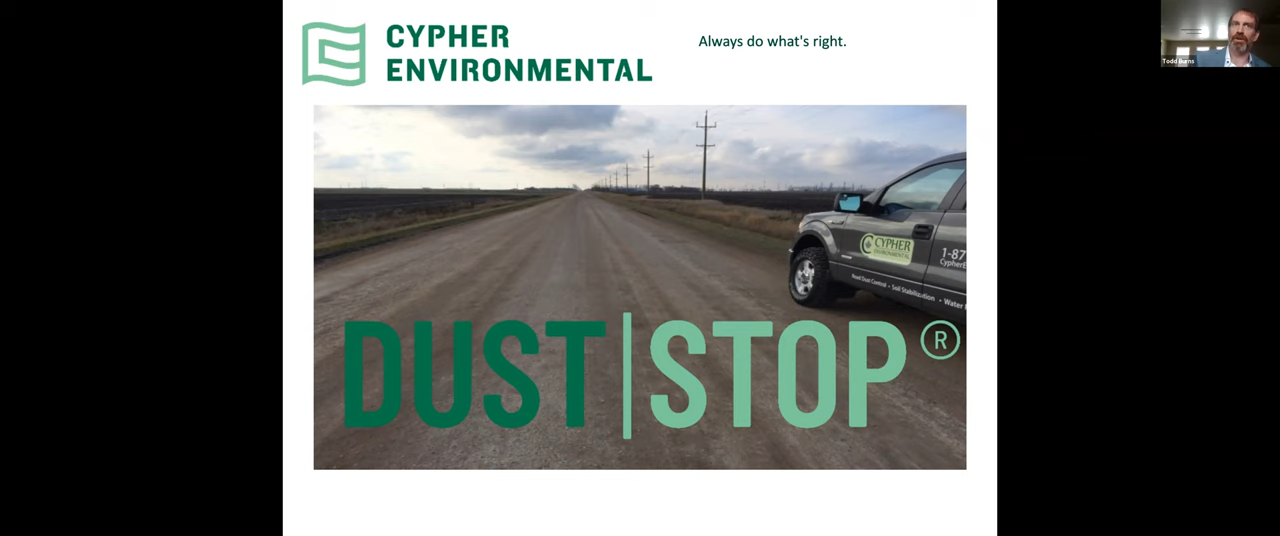 CYPHER
ENVIRONMENTAL
Always do what's right.
Todd Burns
CYPHER
ENVIRONMENTAL
1-87
CypherE
Road Dust Control • Soil Stabilization • Water
DUST|STOP®